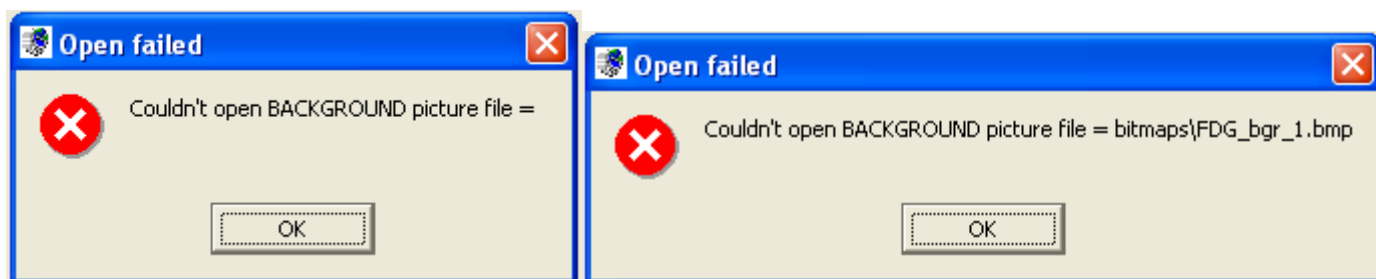 Open failed
Couldn't open BACKGROUND picture file =
OK
Open failed
Couldn't open BACKGROUND picture file = bitmaps\FDG_bgr_1.bmp
OK